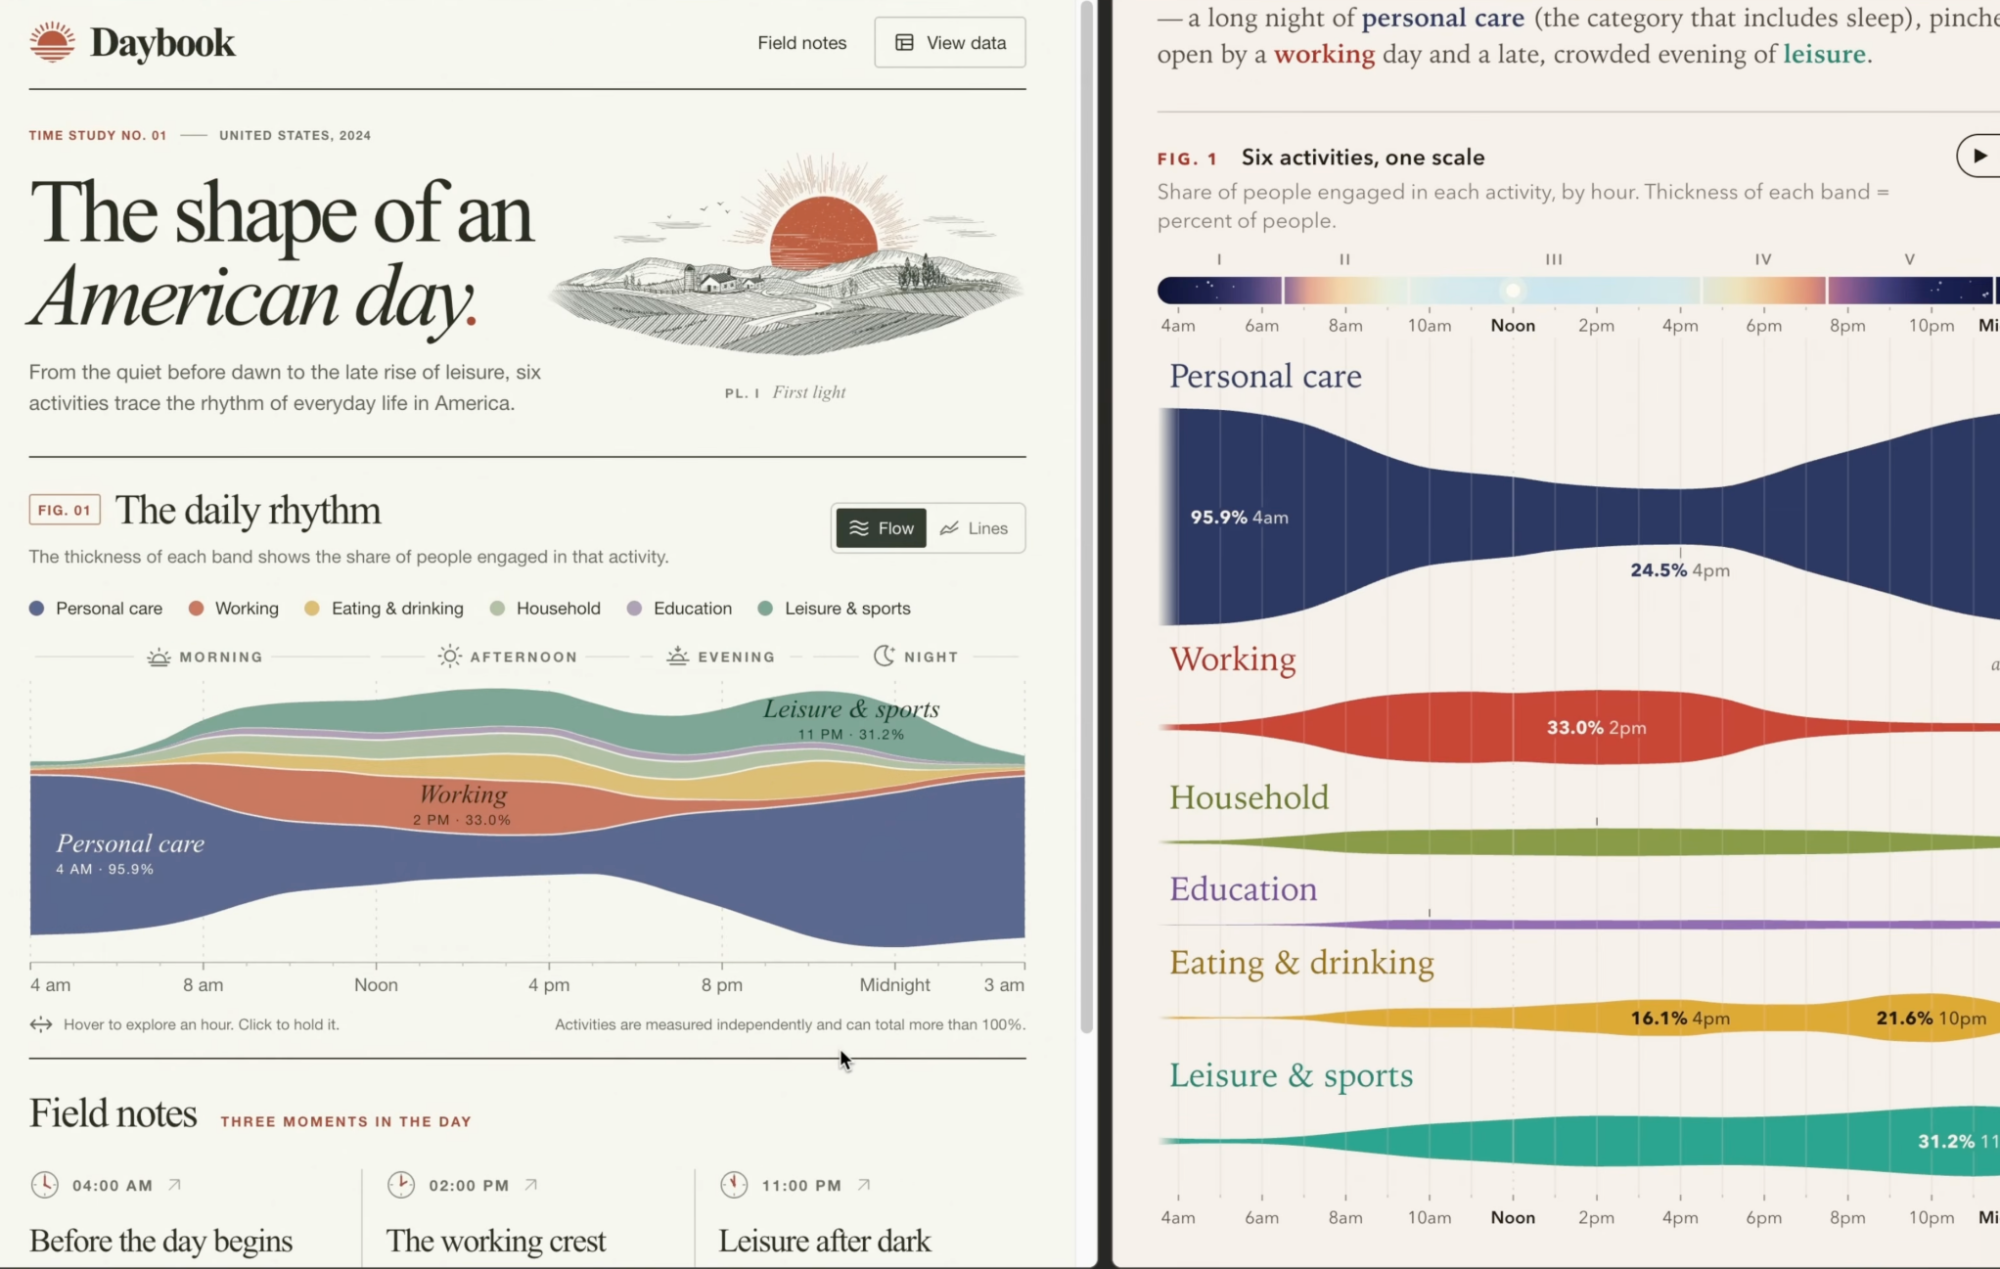 Daybook
Field notes
View data
TIME STUDY NO. 01 — UNITED STATES, 2024
The shape of an
American day.
From the quiet before dawn to the late rise of leisure, six
activities trace the rhythm of everyday life in America.
PL. I First light
FIG. 01 The daily rhythm
The thickness of each band shows the share of people engaged in that activity.
Flow
Lines
Personal care
Working
Eating & drinking
Household
Education
Leisure & sports
MORNING
AFTERNOON
EVENING
NIGHT
Leisure & sports
11 PM · 31.2%
Working
2 PM · 33.0%
Personal care
4 AM · 95.9%
4 am
8 am
Noon
4 pm
8 pm
Midnight
3 am
Hover to explore an hour. Click to hold it.
Activities are measured independently and can total more than 100%.
Field notes THREE MOMENTS IN THE DAY
04:00 AM
Before the day begins
02:00 PM
The working crest
11:00 PM
Leisure after dark
— a long night of personal care (the category that includes sleep), pinche
open by a working day and a late, crowded evening of leisure.
FIG. 1 Six activities, one scale
Share of people engaged in each activity, by hour. Thickness of each band =
percent of people.
I II III IV V
4am 6am 8am 10am Noon 2pm 4pm 6pm 8pm 10pm Mi
Personal care
95.9% 4am
24.5% 4pm
Working
a
33.0% 2pm
Household
Education
Eating & drinking
16.1% 4pm
21.6% 10pm
Leisure & sports
31.2% 11
4am 6am 8am 10am Noon 2pm 4pm 6pm 8pm 10pm Mi